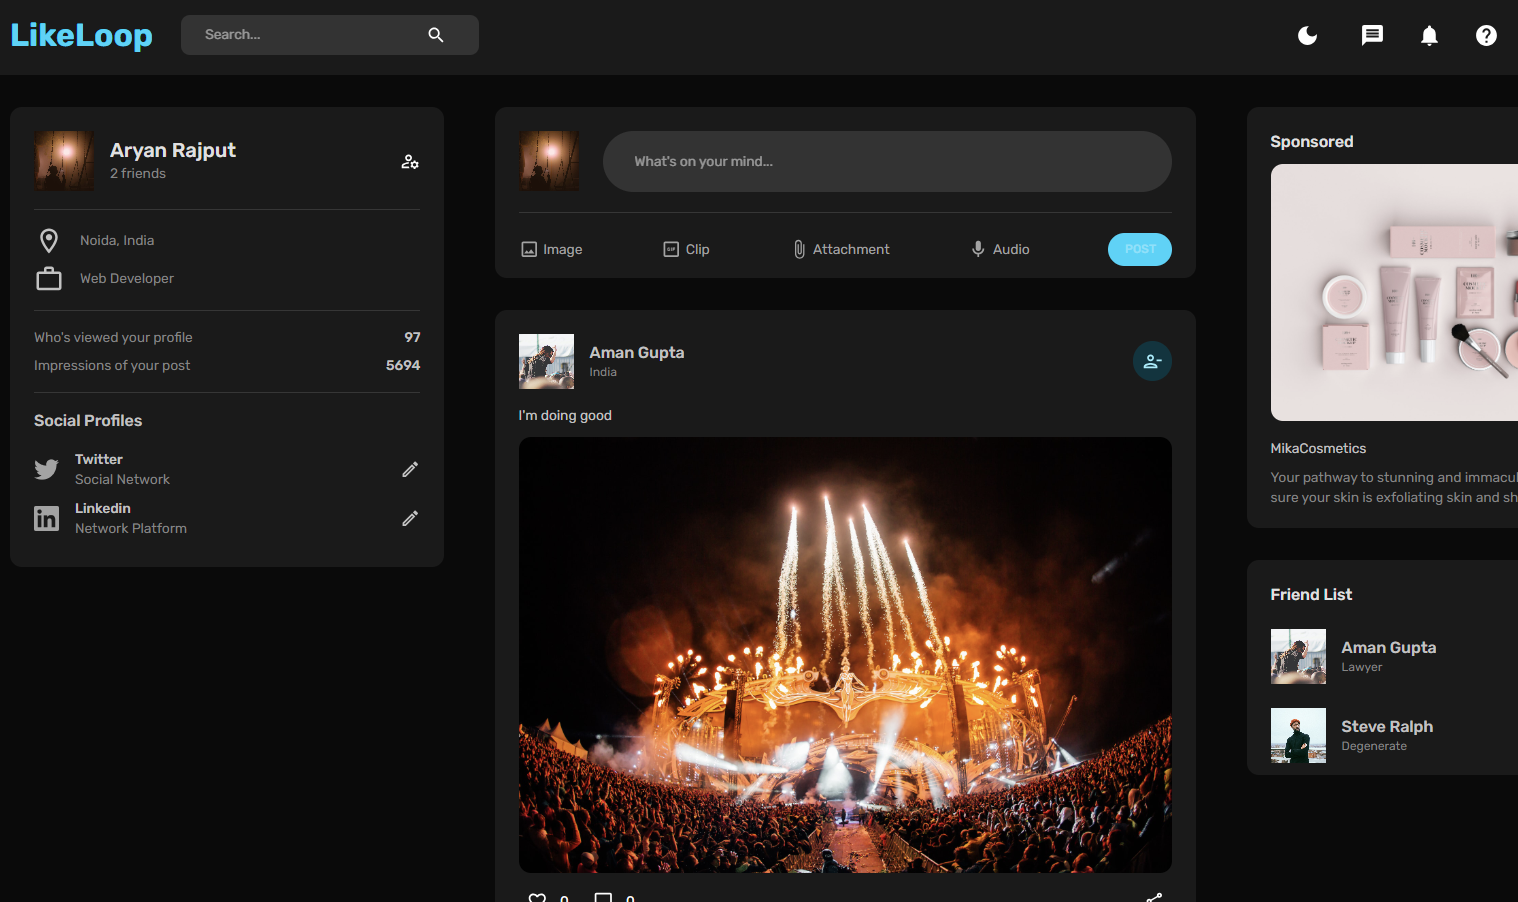 LikeLoop
Search...
Aryan Rajput
2 friends
Noida, India
Web Developer
Who's viewed your profile 97
Impressions of your post 5694
Social Profiles
Twitter
Social Network
Linkedin
Network Platform
What's on your mind...
Image Clip Attachment Audio POST
Aman Gupta
India
I'm doing good
0 0
Sponsored
MikaCosmetics
Your pathway to stunning and immacul
sure your skin is exfoliating skin and sh
Friend List
Aman Gupta
Lawyer
Steve Ralph
Degenerate